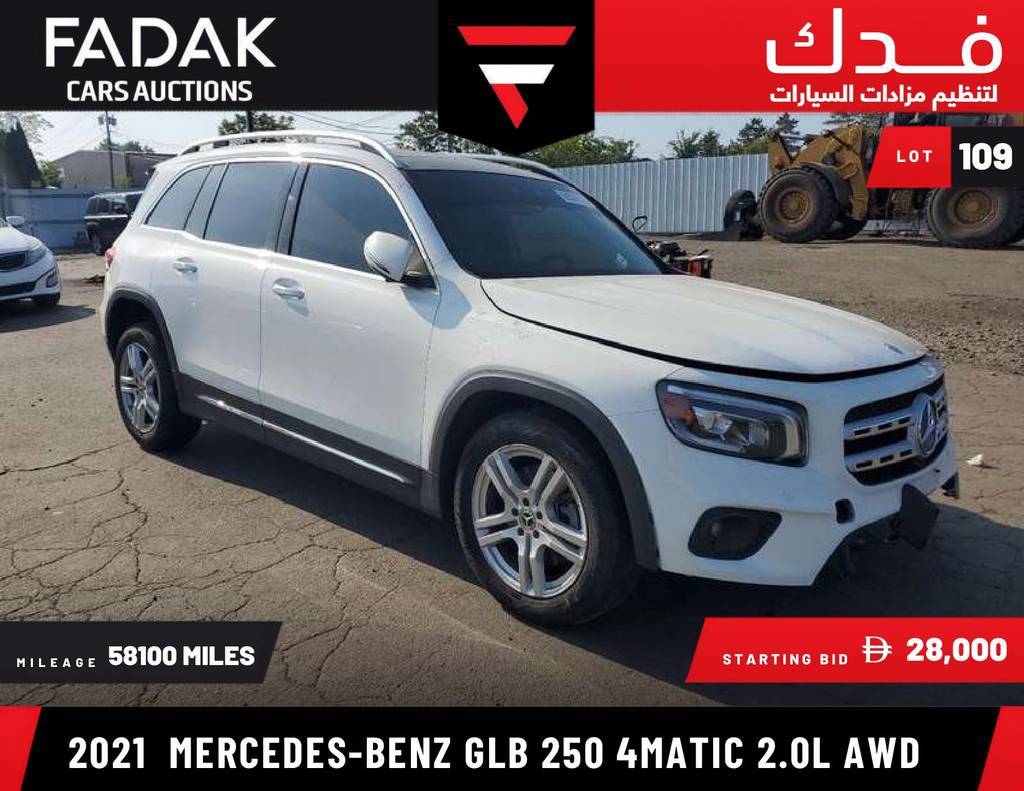 FADAK
CARS AUCTIONS
فدك
لتنظيم مزادات السيارات
LOT 109
MILEAGE 58100 MILES
STARTING BID 28,000
2021 MERCEDES-BENZ GLB 250 4MATIC 2.0L AWD